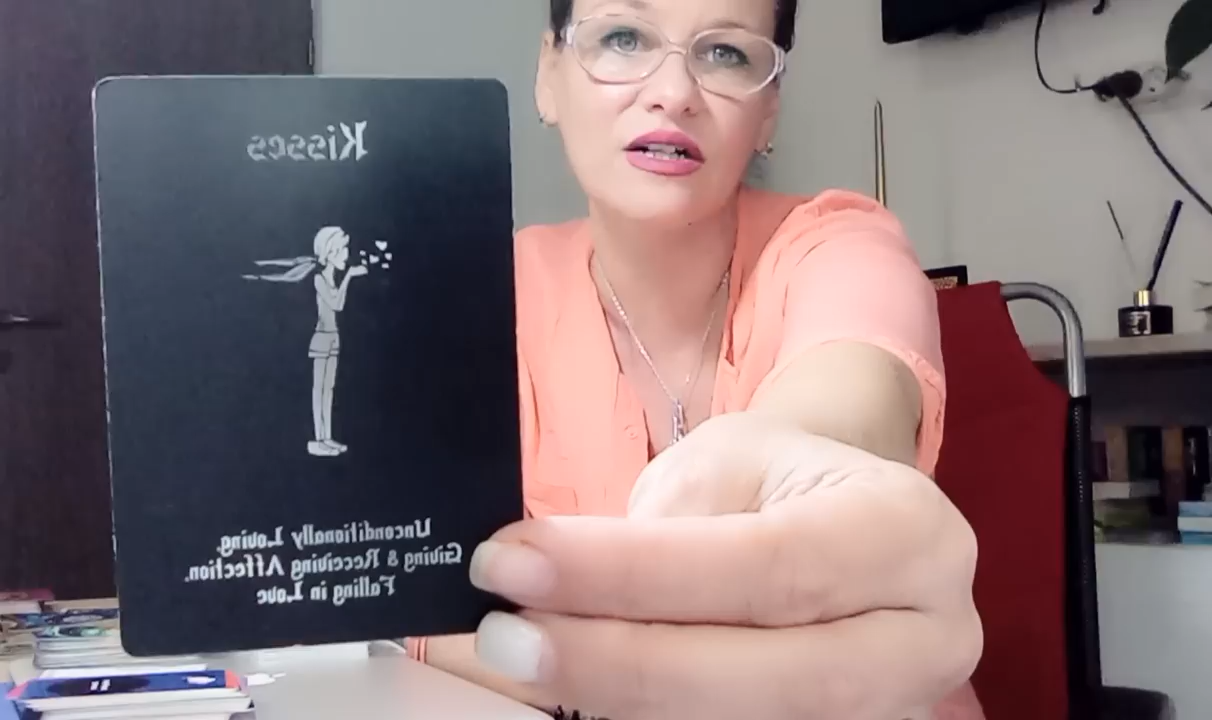 Kisses
Unconditionally Loving,
Giving & Receiving Affection.
Falling in Love